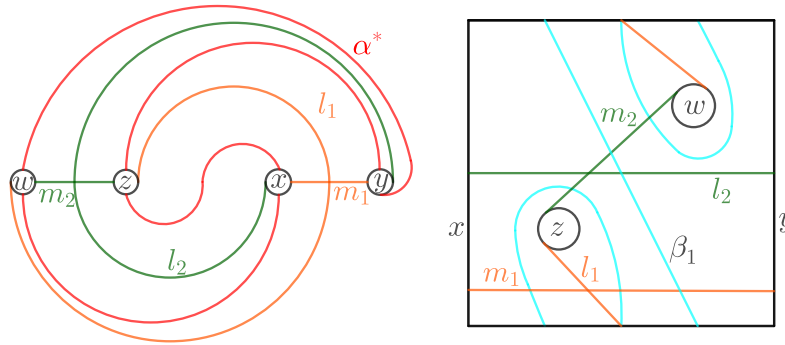 α*
l₁
w z x y
m₂ m₁
l₂
w
m₂
l₂
x z y
β₁
m₁ l₁